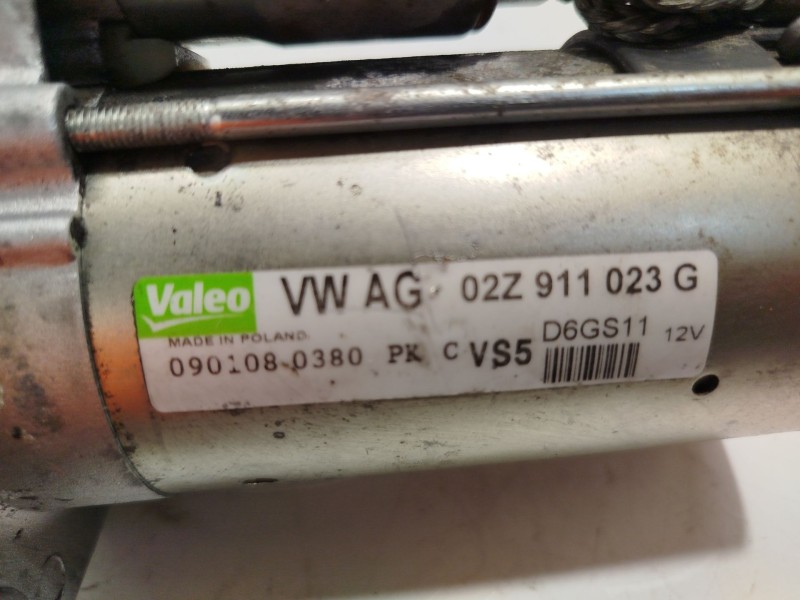 Valeo VW AG 02Z 911 023 G
MADE IN POLAND D6GS11 12V
090108 0380 PK C VS5